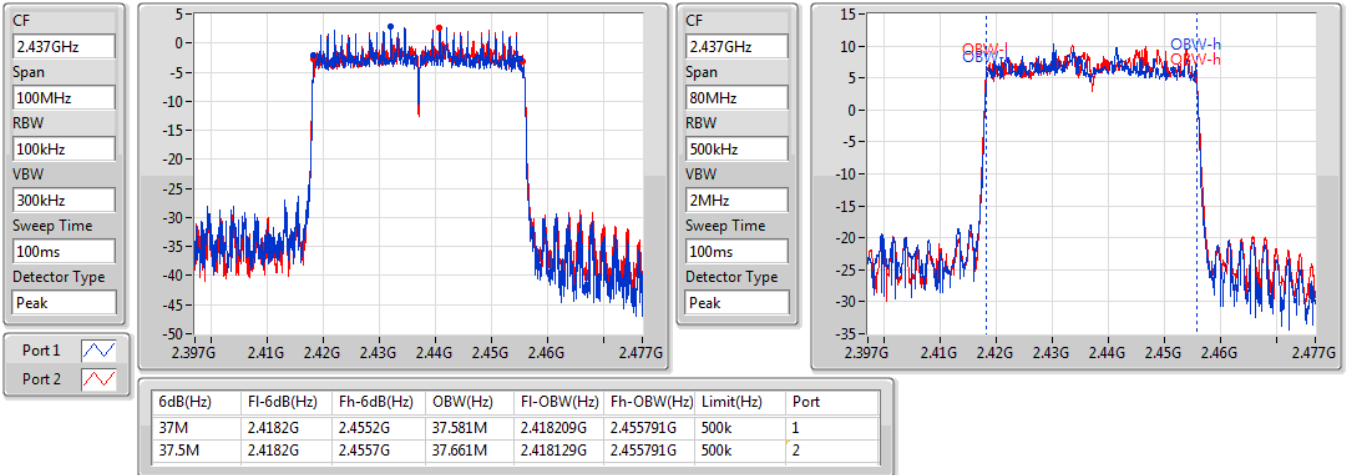 CF
2.437GHz
Span
100MHz
RBW
100kHz
VBW
300kHz
Sweep Time
100ms
Detector Type
Peak
Port 1
Port 2
5-
0-
-5-
-10-
-15-
-20-
-25-
-30-
-35-
-40-
-45-
-50-
2.397G 2.41G 2.42G 2.43G 2.44G 2.45G 2.46G 2.477G
CF
2.437GHz
Span
80MHz
RBW
500kHz
VBW
2MHz
Sweep Time
100ms
Detector Type
Peak
15-
10-
5-
0-
-5-
-10-
-15-
-20-
-25-
-30-
-35-
OBW-l
OBW-l
OBW-h
OBW-h
2.397G 2.41G 2.42G 2.43G 2.44G 2.45G 2.46G 2.477G
6dB(Hz) Fl-6dB(Hz) Fh-6dB(Hz) OBW(Hz) Fl-OBW(Hz) Fh-OBW(Hz) Limit(Hz) Port
37M 2.4182G 2.4552G 37.581M 2.418209G 2.455791G 500k 1
37.5M 2.4182G 2.4557G 37.661M 2.418129G 2.455791G 500k 2